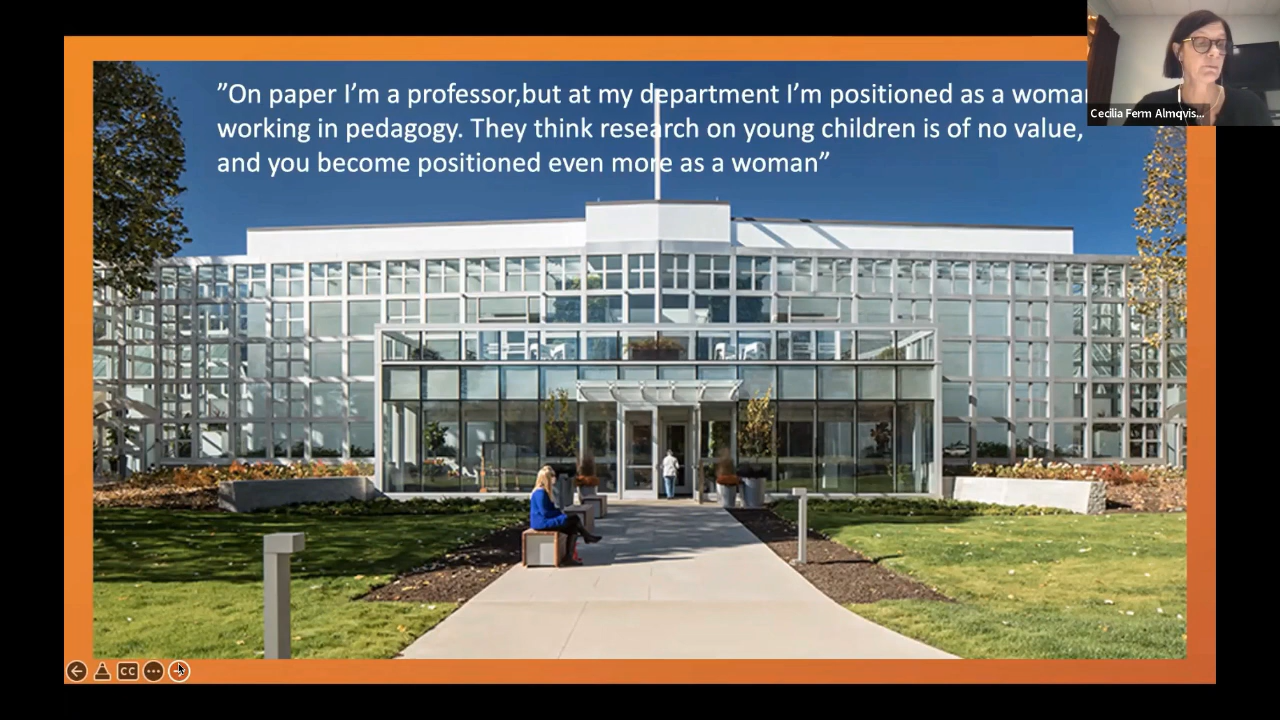 ”On paper I’m a professor,but at my department I’m positioned as a woman
working in pedagogy. They think research on young children is of no value,
and you become positioned even more as a woman”
Cecilia Ferm Almqvis...
CC